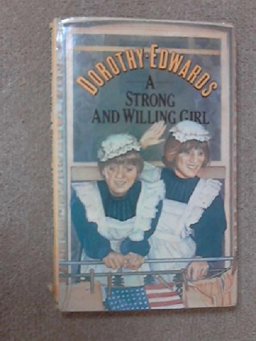 DOROTHY·EDWARDS
A
STRONG
AND WILLING GIRL